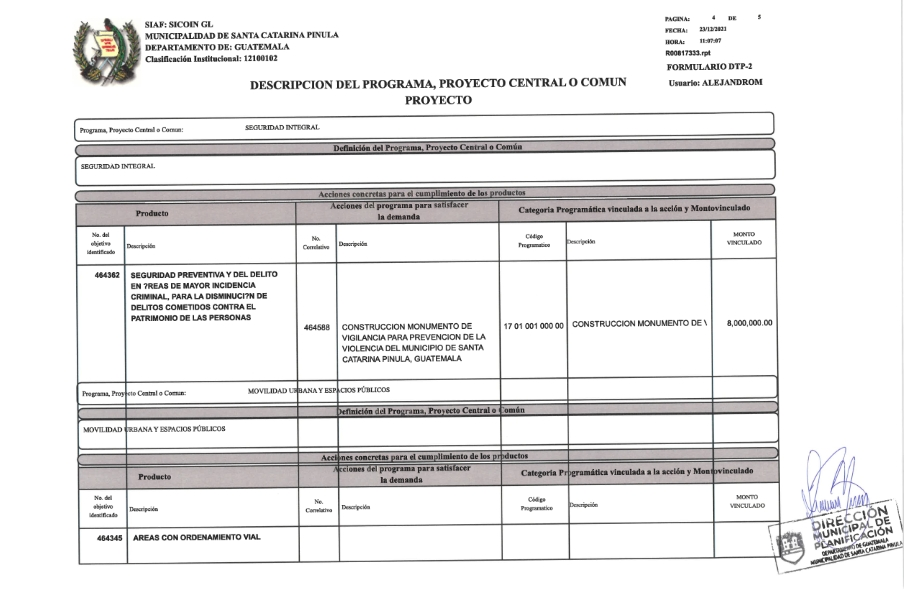 SIAF: SICOIN GL
MUNICIPALIDAD DE SANTA CATARINA PINULA
DEPARTAMENTO DE: GUATEMALA
Clasificación Institucional: 12100102
PAGINA: 4 DE 5
FECHA: 23/12/2021
HORA: 11:07:07
R00817333.rpt
FORMULARIO DTP-2
Usuario: ALEJANDROM
DESCRIPCION DEL PROGRAMA, PROYECTO CENTRAL O COMUN
PROYECTO
Programa, Proyecto Central o Comun: SEGURIDAD INTEGRAL
Definición del Programa, Proyecto Central o Común
SEGURIDAD INTEGRAL
Acciones concretas para el cumplimiento de los productos
Producto
Acciones del programa para satisfacer
la demanda
Categoría Programática vinculada a la acción y Montovinculado
No. del
objetivo
identificado
Descripción
No.
Correlativo
Descripción
Código
Programatico
Descripción
MONTO
VINCULADO
464362
SEGURIDAD PREVENTIVA Y DEL DELITO
EN ?REAS DE MAYOR INCIDENCIA
CRIMINAL, PARA LA DISMINUCI?N DE
DELITOS COMETIDOS CONTRA EL
PATRIMONIO DE LAS PERSONAS
464588
CONSTRUCCION MONUMENTO DE
VIGILANCIA PARA PREVENCION DE LA
VIOLENCIA DEL MUNICIPIO DE SANTA
CATARINA PINULA, GUATEMALA
17 01 001 000 00
CONSTRUCCION MONUMENTO DE \
8,000,000.00
Programa, Proyecto Central o Comun: MOVILIDAD URBANA Y ESPACIOS PÚBLICOS
Definición del Programa, Proyecto Central o Común
MOVILIDAD URBANA Y ESPACIOS PÚBLICOS
Acciones concretas para el cumplimiento de los productos
Producto
Acciones del programa para satisfacer
la demanda
Categoría Programática vinculada a la acción y Montovinculado
No. del
objetivo
identificado
Descripción
No.
Correlativo
Descripción
Código
Programatico
Descripción
MONTO
VINCULADO
464345
AREAS CON ORDENAMIENTO VIAL
DIRECCIÓN
MUNICIPAL DE
PLANIFICACIÓN
DEPARTAMENTO DE GUATEMALA
MUNICIPALIDAD DE SANTA CATARINA PINULA